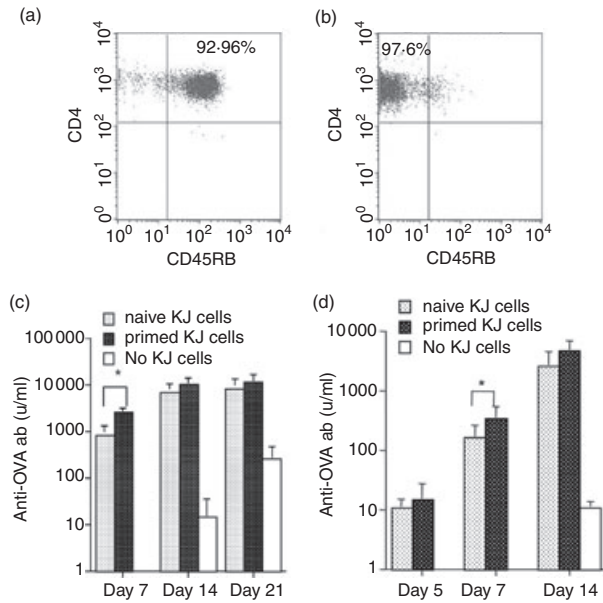 (a)
10⁴
10³
10²
10¹
10⁰
CD4
92·96%
10⁰ 10¹ 10² 10³ 10⁴
CD45RB
(b)
10⁴
10³
10²
10¹
10⁰
CD4
97·6%
10⁰ 10¹ 10² 10³ 10⁴
CD45RB
(c)
naive KJ cells
primed KJ cells
No KJ cells
100 000
10 000
1000
100
10
1
Anti-OVA ab (u/ml)
*
Day 7 Day 14 Day 21
(d)
naive KJ cells
primed KJ cells
No KJ cells
10 000
1000
100
10
1
Anti-OVA ab (u/ml)
*
Day 5 Day 7 Day 14